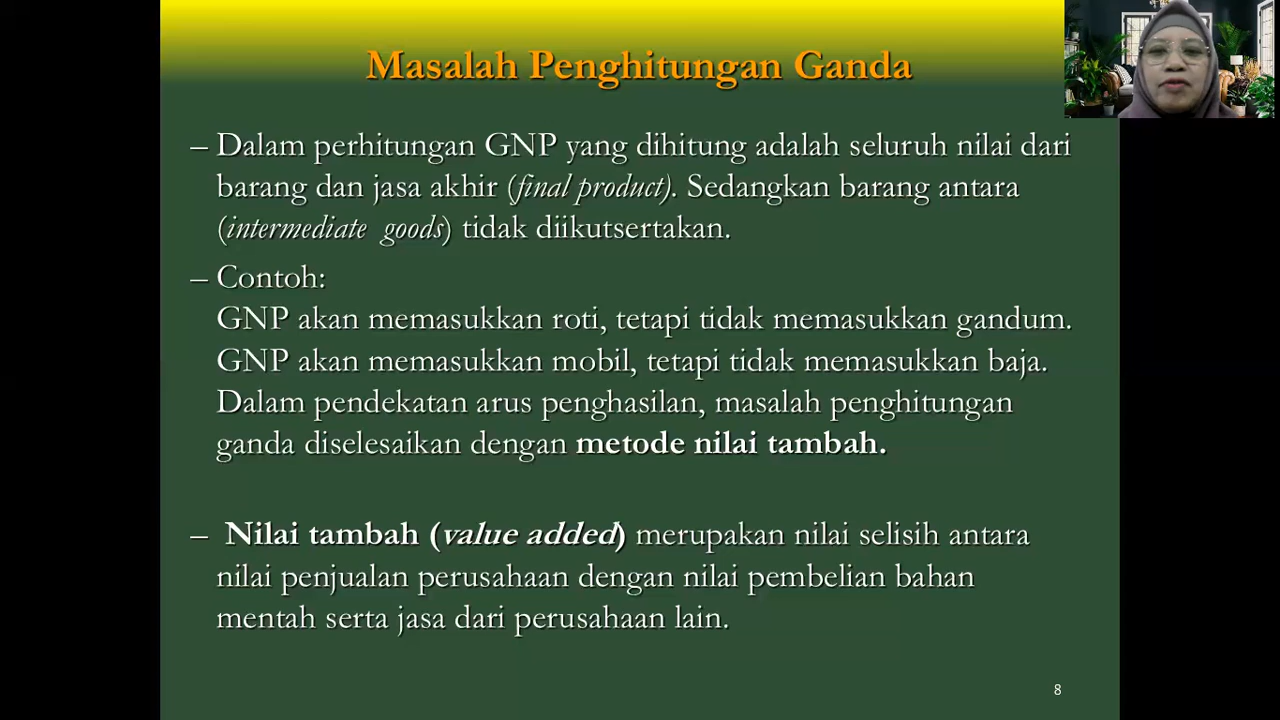 Masalah Penghitungan Ganda
– Dalam perhitungan GNP yang dihitung adalah seluruh nilai dari
barang dan jasa akhir (final product). Sedangkan barang antara
(intermediate goods) tidak diikutsertakan.
– Contoh:
GNP akan memasukkan roti, tetapi tidak memasukkan gandum.
GNP akan memasukkan mobil, tetapi tidak memasukkan baja.
Dalam pendekatan arus penghasilan, masalah penghitungan
ganda diselesaikan dengan metode nilai tambah.
– Nilai tambah (value added) merupakan nilai selisih antara
nilai penjualan perusahaan dengan nilai pembelian bahan
mentah serta jasa dari perusahaan lain.
8